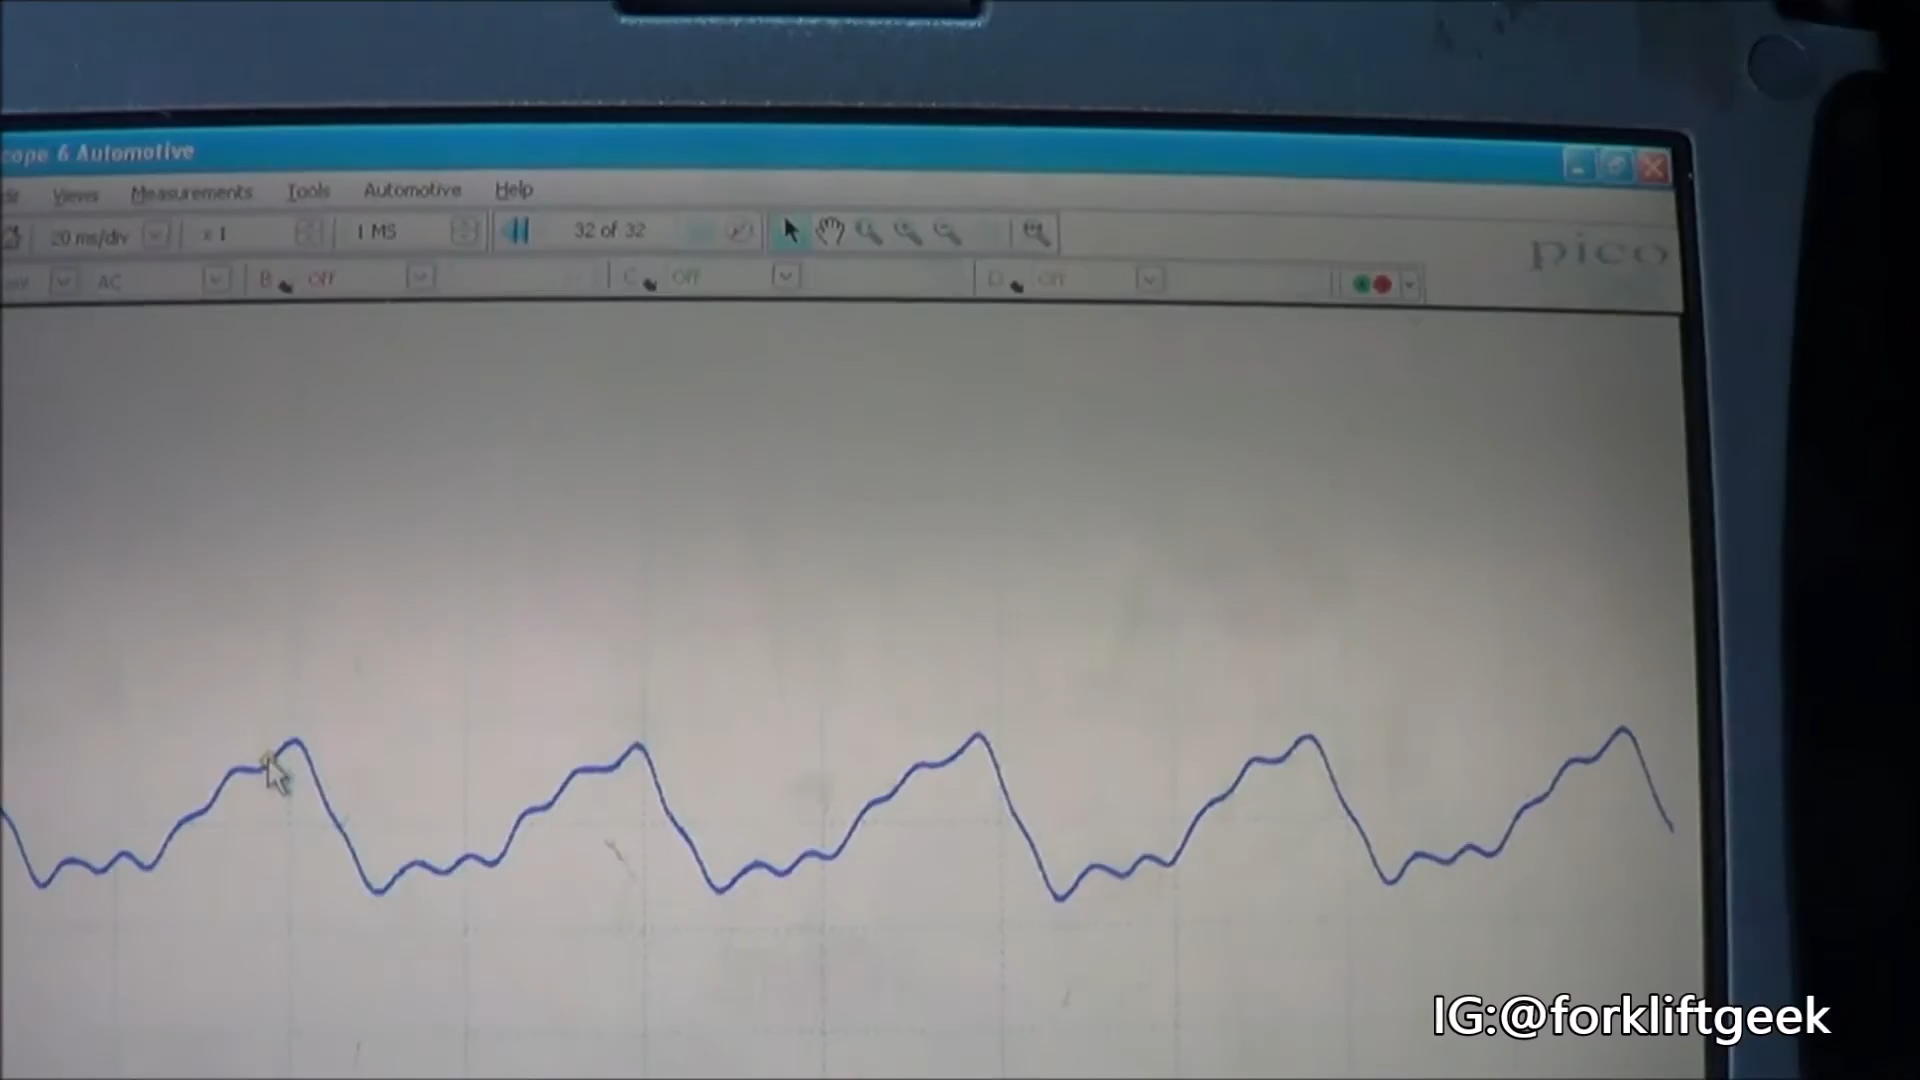 cope 6 Automotive
Views Measurements Tools Automotive Help
20 ms/div x 1 1 MS 32 of 32
AC B Off C Off D Off
pico
IG:@forkliftgeek